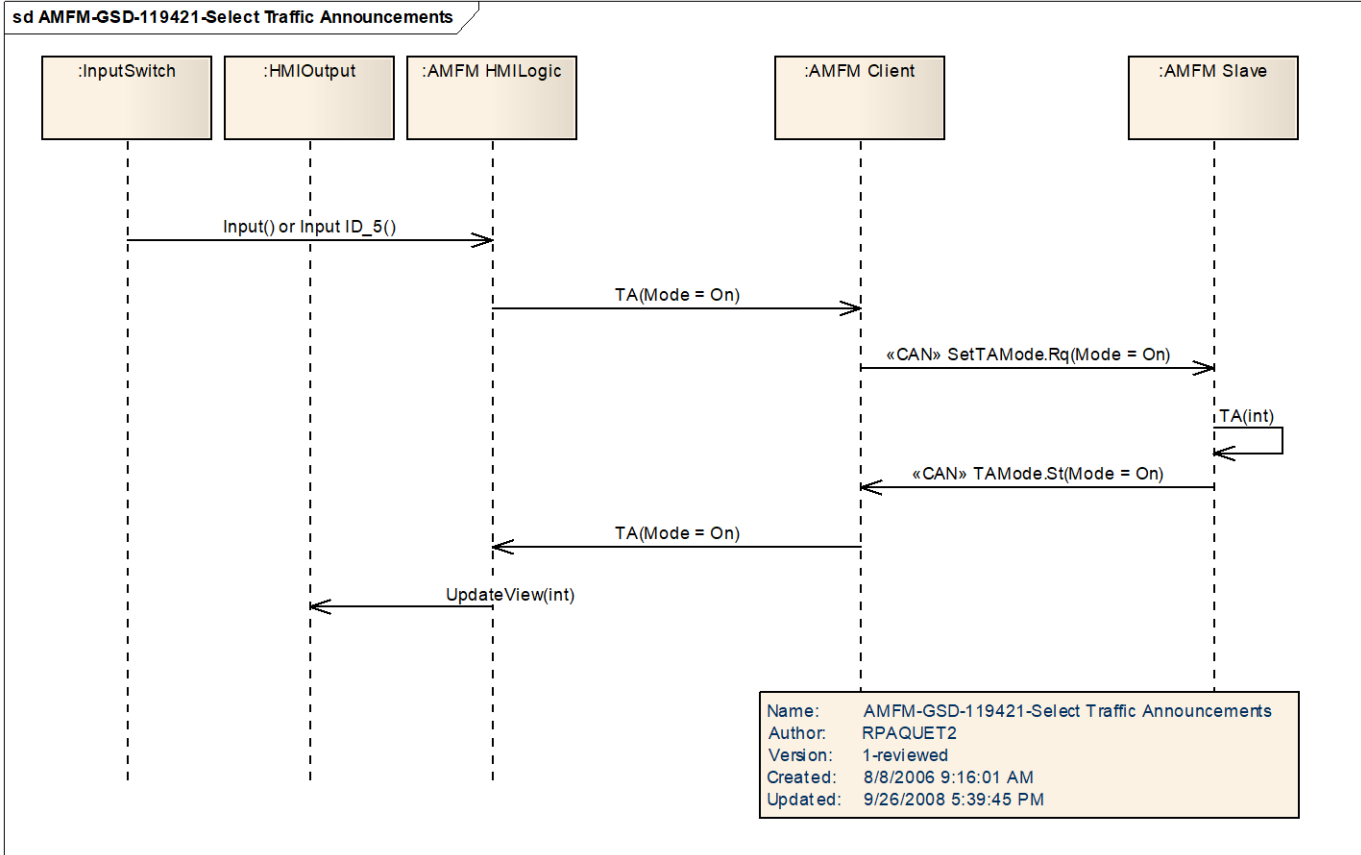 sd AMFM-GSD-119421-Select Traffic Announcements
:InputSwitch
:HMIOutput
:AMFM HMILogic
:AMFM Client
:AMFM Slave
Input() or Input ID_5()
TA(Mode = On)
«CAN» SetTAMode.Rq(Mode = On)
TA(int)
«CAN» TAMode.St(Mode = On)
TA(Mode = On)
UpdateView(int)
Name: AMFM-GSD-119421-Select Traffic Announcements
Author: RPAQUET2
Version: 1-reviewed
Created: 8/8/2006 9:16:01 AM
Updated: 9/26/2008 5:39:45 PM